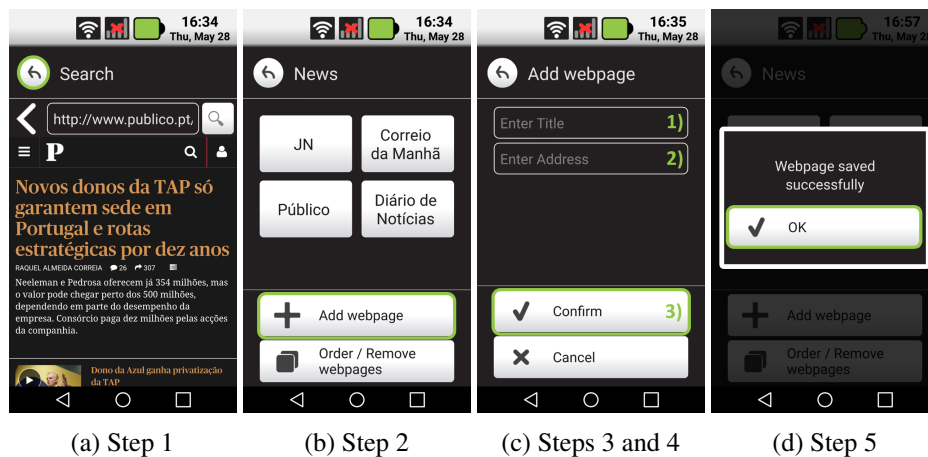 16:34
Thu, May 28
Search
http://www.publico.pt/
P
Novos donos da TAP só
garantem sede em
Portugal e rotas
estratégicas por dez anos
RAQUEL ALMEIDA CORREIA 26 307
Neeleman e Pedrosa oferecem já 354 milhões, mas
o valor pode chegar perto dos 500 milhões,
dependendo em parte do desempenho da
empresa. Consórcio paga dez milhões pelas acções
da companhia.
Dono da Azul ganha privatização
da TAP
(a) Step 1
16:34
Thu, May 28
News
JN
Correio
da Manhã
Público
Diário de
Notícias
Add webpage
Order / Remove
webpages
(b) Step 2
16:35
Thu, May 28
Add webpage
Enter Title 1)
Enter Address 2)
Confirm 3)
Cancel
(c) Steps 3 and 4
16:57
Thu, May 28
News
Webpage saved
successfully
OK
Add webpage
Order / Remove
webpages
(d) Step 5